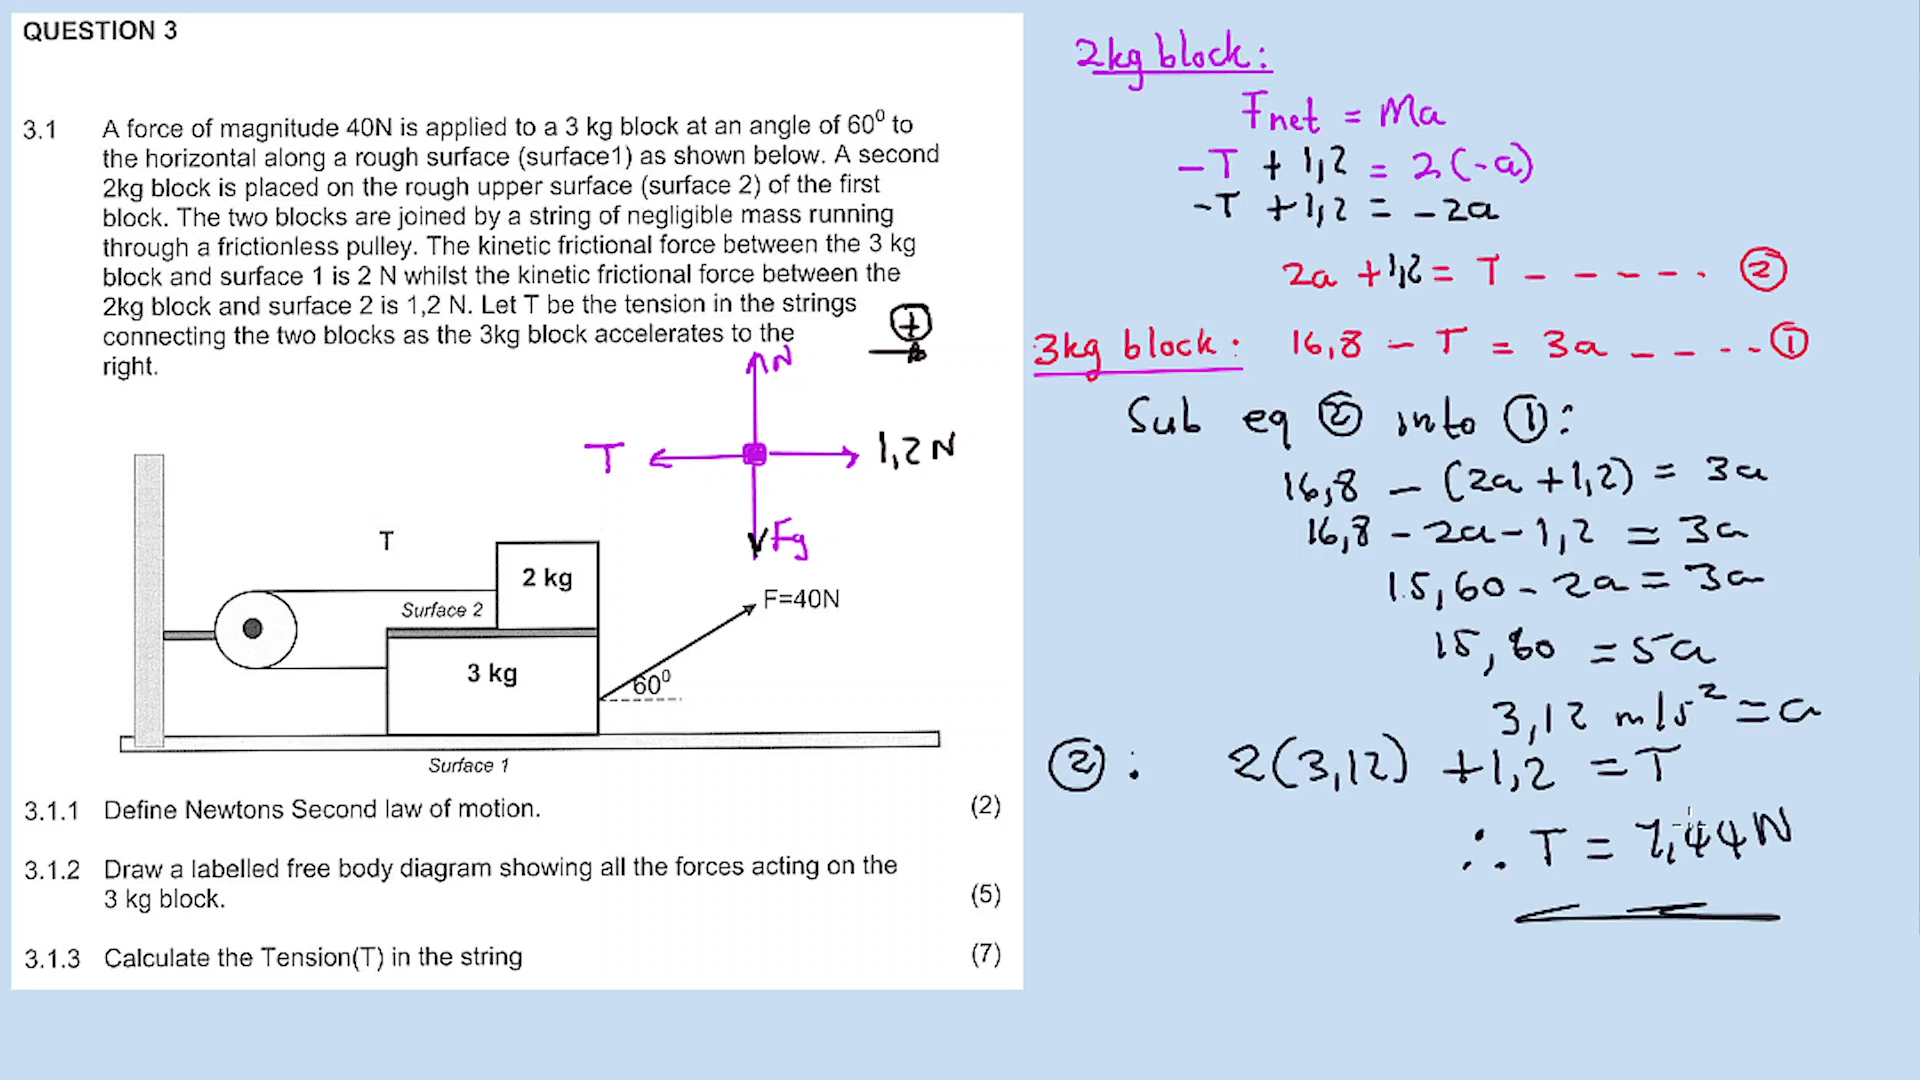 QUESTION 3
3.1 A force of magnitude 40N is applied to a 3 kg block at an angle of 60⁰ to
the horizontal along a rough surface (surface1) as shown below. A second
2kg block is placed on the rough upper surface (surface 2) of the first
block. The two blocks are joined by a string of negligible mass running
through a frictionless pulley. The kinetic frictional force between the 3 kg
block and surface 1 is 2 N whilst the kinetic frictional force between the
2kg block and surface 2 is 1,2 N. Let T be the tension in the strings
connecting the two blocks as the 3kg block accelerates to the
right.
+
N
T
1,2 N
Fg
T
2 kg
Surface 2
F=40N
3 kg
60⁰
Surface 1
3.1.1 Define Newtons Second law of motion. (2)
3.1.2 Draw a labelled free body diagram showing all the forces acting on the
3 kg block. (5)
3.1.3 Calculate the Tension(T) in the string (7)
2kg block:
Fnet = Ma
-T + 1,2 = 2(-a)
-T + 1,2 = -2a
2a + 1,2 = T - - - - - . ②
3kg block: 16,8 - T = 3a - - - - ①
Sub eq ② into ①:
16,8 - (2a + 1,2) = 3a
16,8 - 2a - 1,2 = 3a
15,60 - 2a = 3a
15,60 = 5a
3,12 m/s² = a
②: 2(3,12) + 1,2 = T
∴ T = 7,44N